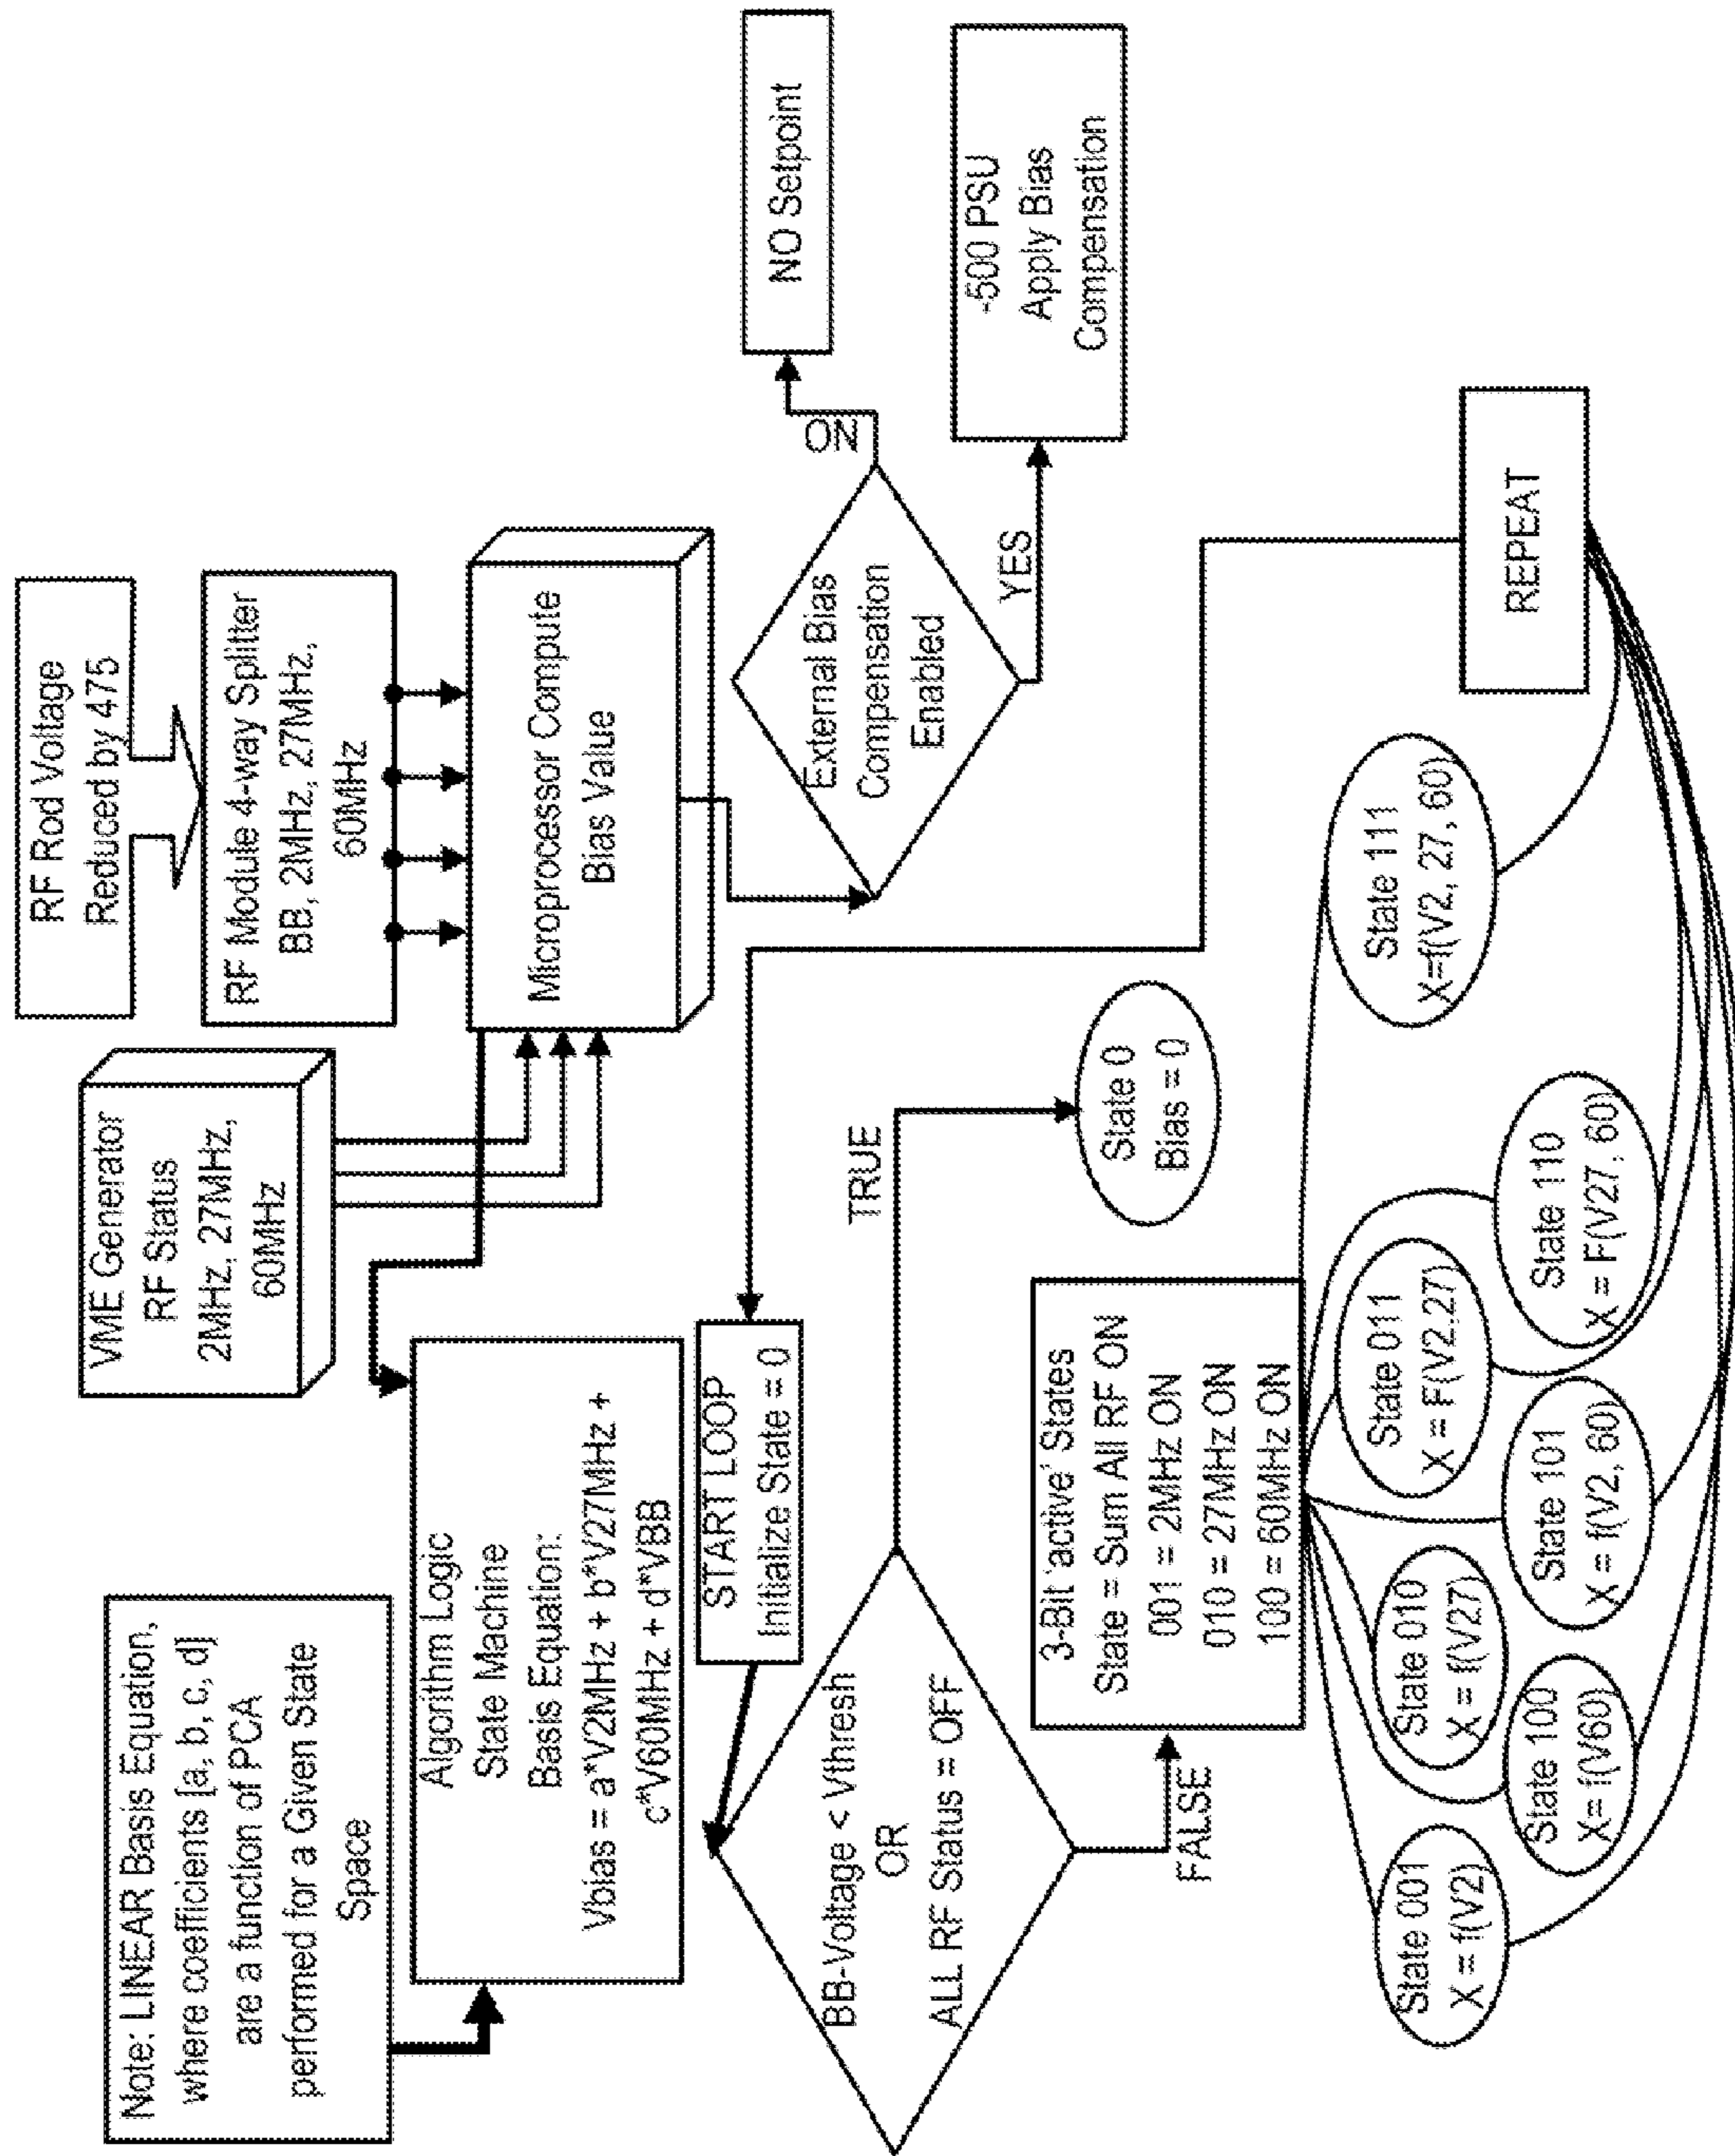 RF Rod Voltage
Reduced by 475
VME Generator
RF Status
2MHz, 27MHz,
60MHz
RF Module 4-way Splitter
BB, 2MHz, 27MHz,
60MHz
Note: LINEAR Basis Equation,
where coefficients [a, b, c, d]
are a function of PCA
performed for a Given State
Space
Algorithm Logic
State Machine
Basis Equation:
Vbias = a*V2MHz + b*V27MHz +
c*V60MHz + d*VBB
Microprocessor Compute
Bias Value
START LOOP
Initialize State = 0
External Bias
Compensation
Enabled
ON
NO Setpoint
YES
-500 PSU
Apply Bias
Compensation
BB-Voltage < Vthresh
OR
ALL RF Status = OFF
TRUE
State 0
Bias = 0
FALSE
3-Bit 'active' States
State = Sum All RF ON
001 = 2MHz ON
010 = 27MHz ON
100 = 60MHz ON
State 001
X = f(V2)
State 100
X= f(V60)
State 010
X = f(V27)
State 101
X = f(V2, 60)
State 011
X = F(V2,27)
State 110
X = F(V27, 60)
State 111
X=f(V2, 27, 60)
REPEAT